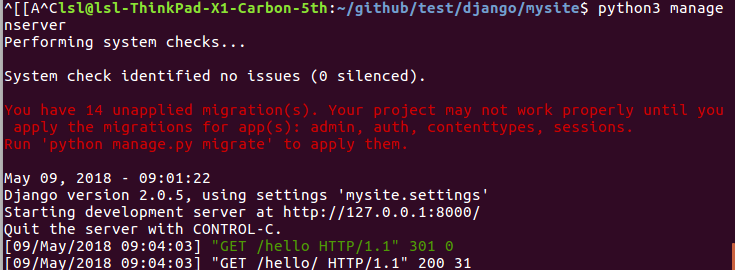 ^[[A^Clsl@lsl-ThinkPad-X1-Carbon-5th:~/github/test/django/mysite$ python3 manage
nserver
Performing system checks...
System check identified no issues (0 silenced).
You have 14 unapplied migration(s). Your project may not work properly until you
apply the migrations for app(s): admin, auth, contenttypes, sessions.
Run 'python manage.py migrate' to apply them.
May 09, 2018 - 09:01:22
Django version 2.0.5, using settings 'mysite.settings'
Starting development server at http://127.0.0.1:8000/
Quit the server with CONTROL-C.
[09/May/2018 09:04:03] "GET /hello HTTP/1.1" 301 0
[09/May/2018 09:04:03] "GET /hello/ HTTP/1.1" 200 31